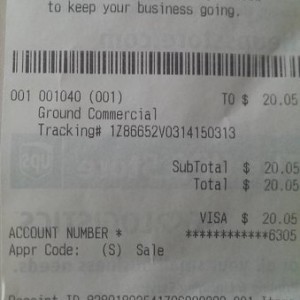 to keep your business going.
001 001040 (001) TO $ 20.05
Ground Commercial
Tracking# 1Z86652V0314150313
SubTotal $ 20.05
Total $ 20.05
VISA $ 20.05
ACCOUNT NUMBER * ************6305
Appr Code: (S) Sale